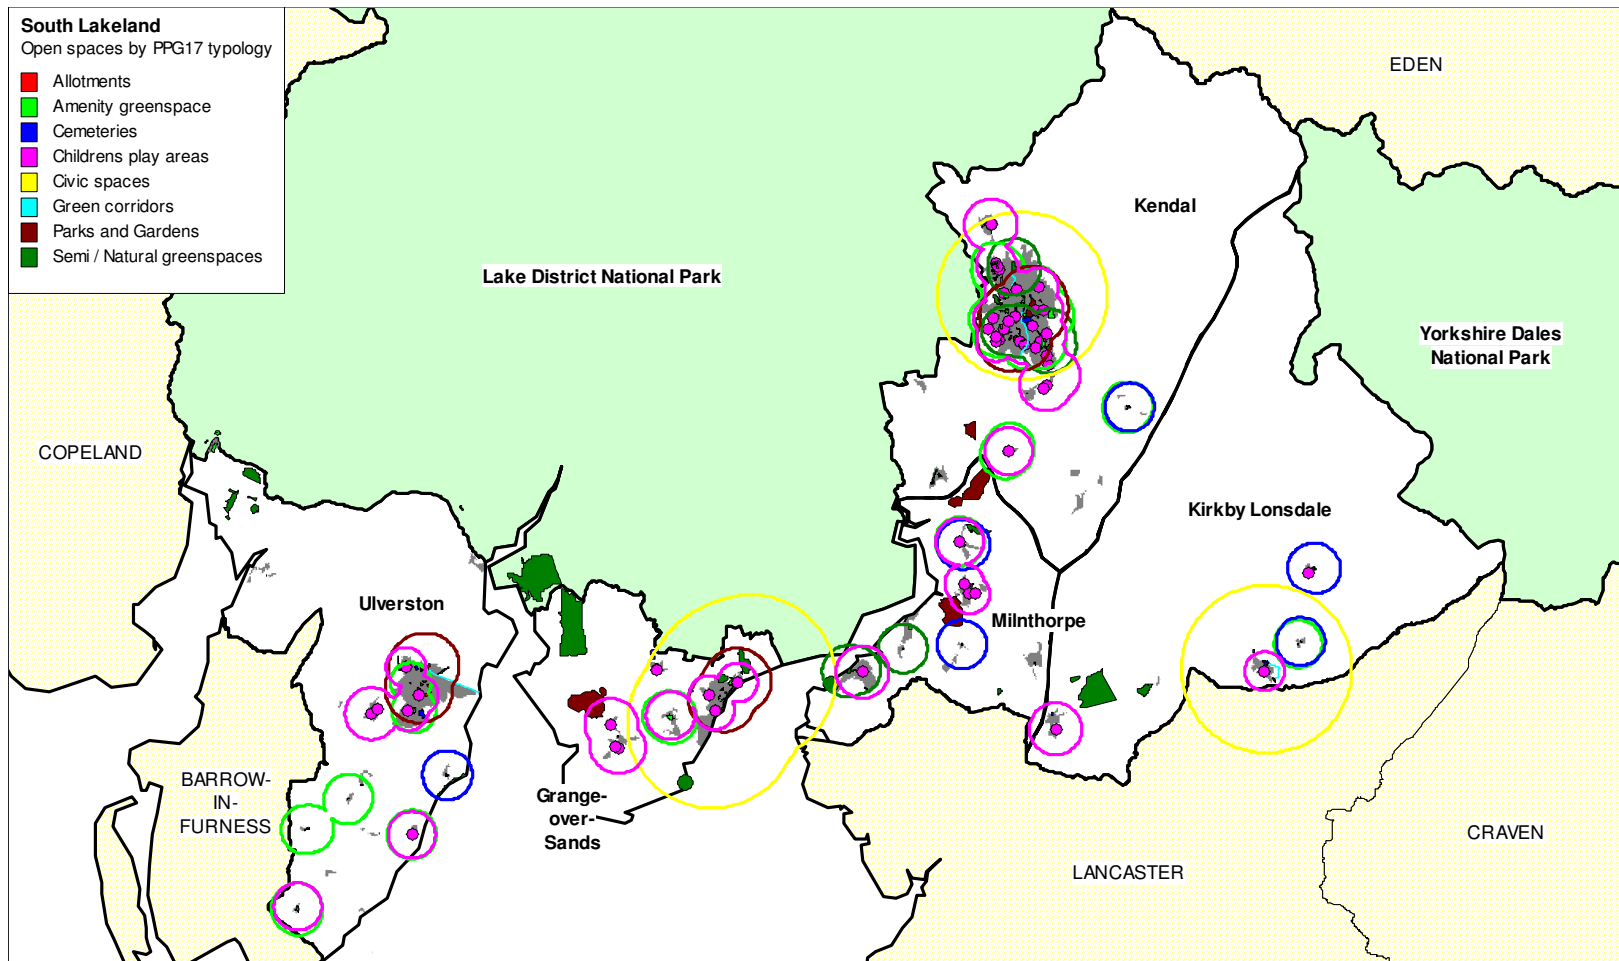 South Lakeland
Open spaces by PPG17 typology
Allotments
Amenity greenspace
Cemeteries
Childrens play areas
Civic spaces
Green corridors
Parks and Gardens
Semi / Natural greenspaces
EDEN
Kendal
Lake District National Park
Yorkshire Dales
National Park
COPELAND
Kirkby Lonsdale
Ulverston
Milnthorpe
BARROW-
IN-
FURNESS
Grange-
over-
Sands
CRAVEN
LANCASTER